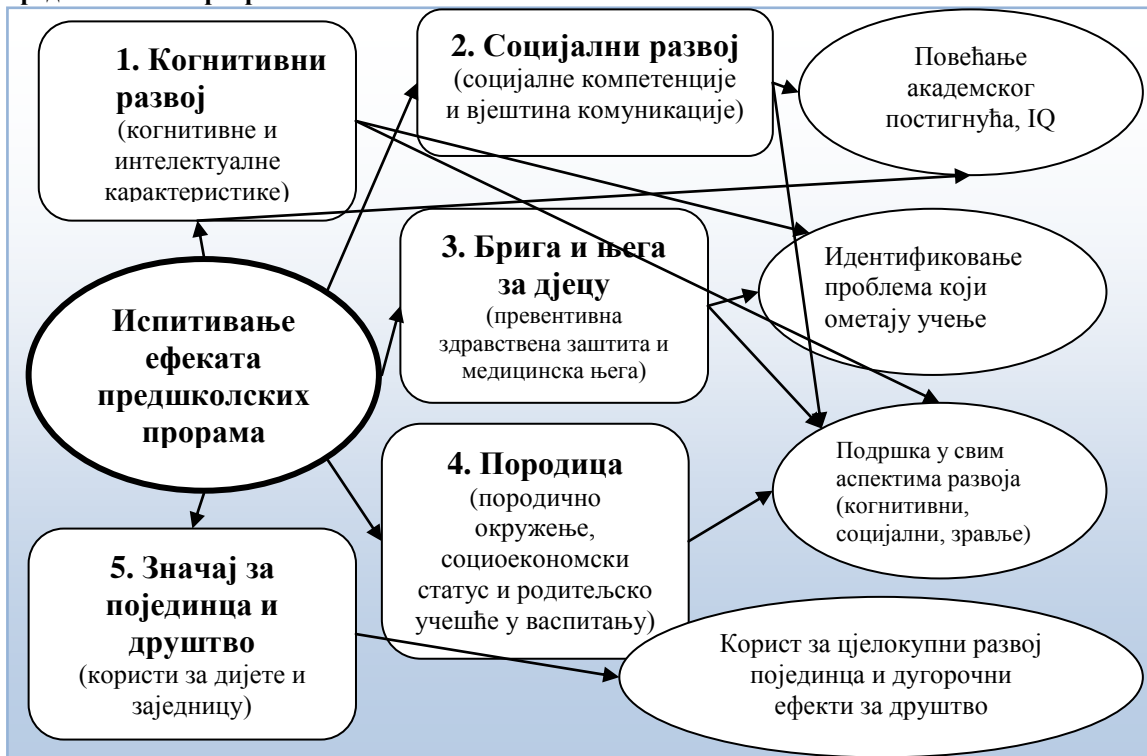 1. Когнитивни
развој
(когнитивне и
интелектуалне
карактеристике)
2. Социјални развој
(социјалне компетенције
и вјештина комуникације)
Повећање
академског
постигнућа, IQ
3. Брига и њега
за дјецу
(превентивна
здравствена заштита и
медицинска њега)
Идентификовање
проблема који
ометају учење
Испитивање
ефеката
предшколских
прорама
4. Породица
(породично
окружење,
социоекономски
статус и родитељско
учешће у васпитању)
Подршка у свим
аспектима развоја
(когнитивни,
социјални, зравље)
5. Значај за
појединца и
друштво
(користи за дијете и
заједницу)
Корист за цјелокупни развој
појединца и дугорочни
ефекти за друштво